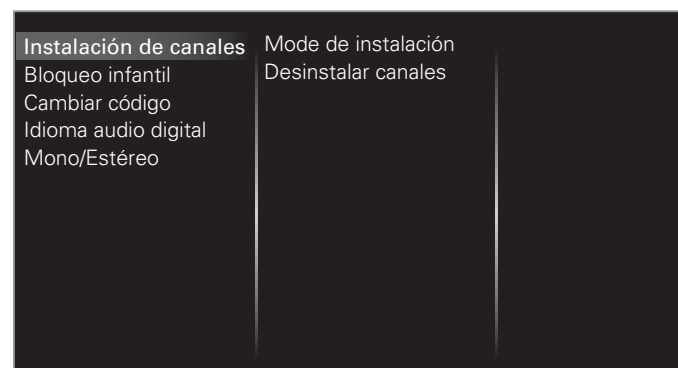 Instalación de canales
Bloqueo infantil
Cambiar código
Idioma audio digital
Mono/Estéreo
Mode de instalación
Desinstalar canales